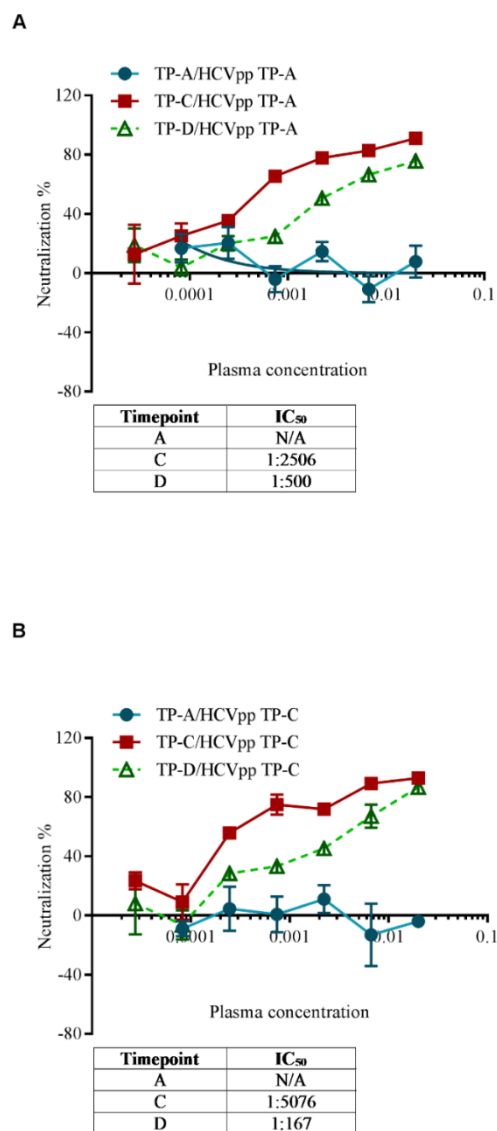 A
TP-A/HCVpp TP-A
TP-C/HCVpp TP-A
TP-D/HCVpp TP-A
120
80
40
0
-40
-80
Neutralization %
0.0001 0.001 0.01 0.1
Plasma concentration
Timepoint IC50
A N/A
C 1:2506
D 1:500
B
TP-A/HCVpp TP-C
TP-C/HCVpp TP-C
TP-D/HCVpp TP-C
120
80
40
0
-40
-80
Neutralization %
0.0001 0.001 0.01 0.1
Plasma concentration
Timepoint IC50
A N/A
C 1:5076
D 1:167